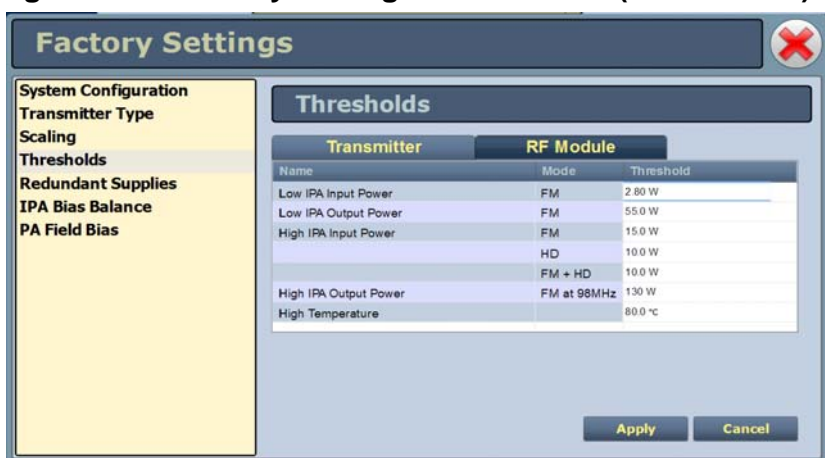 Factory Settings
System Configuration
Transmitter Type
Scaling
Thresholds
Redundant Supplies
IPA Bias Balance
PA Field Bias
Thresholds
Transmitter RF Module
Name Mode Threshold
Low IPA Input Power FM 2.80 W
Low IPA Output Power FM 55.0 W
High IPA Input Power FM 15.0 W
HD 10.0 W
FM + HD 10.0 W
High IPA Output Power FM at 98MHz 130 W
High Temperature 80.0 °C
Apply Cancel